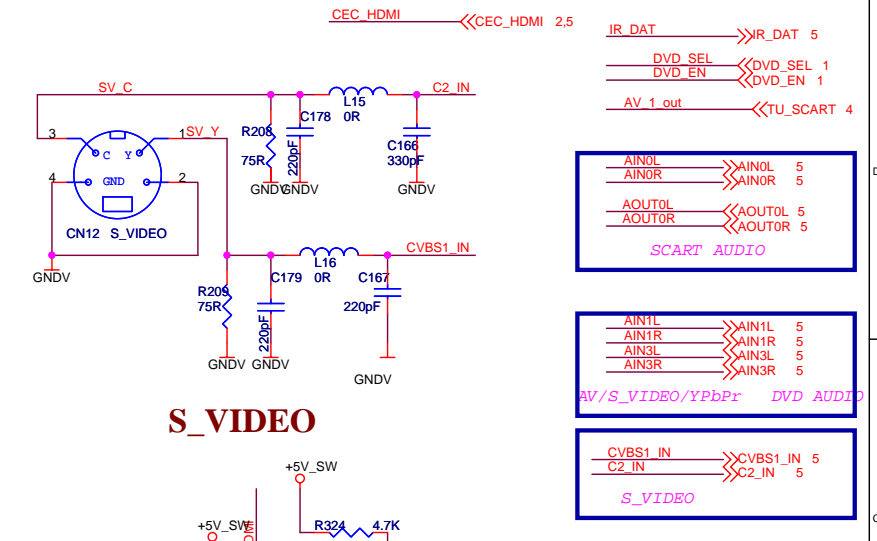 CEC_HDMI CEC_HDMI 2,5
IR_DAT IR_DAT 5
DVD_SEL DVD_SEL 1
DVD_EN DVD_EN 1
AV_1_out TU_SCART 4
SV_C L15 0R C2_IN
C178
R208
75R
220pF
C166
330pF
3 1 SV_Y
C Y
4 GND 2
GNDV GNDV GNDV
CN12 S_VIDEO
GNDV
AIN0L AIN0L 5
AIN0R AIN0R 5
AOUT0L AOUT0L 5
AOUT0R AOUT0R 5
SCART AUDIO
CVBS1_IN
L16
0R
C179
C167
R209
75R
220pF
220pF
GNDV GNDV
GNDV
AIN1L AIN1L 5
AIN1R AIN1R 5
AIN3L AIN3L 5
AIN3R AIN3R 5
AV/S_VIDEO/YPbPr DVD AUDIO
S_VIDEO
CVBS1_IN CVBS1_IN 5
C2_IN C2_IN 5
S_VIDEO
+5V_SW
+5V_SW
R324 4.7K